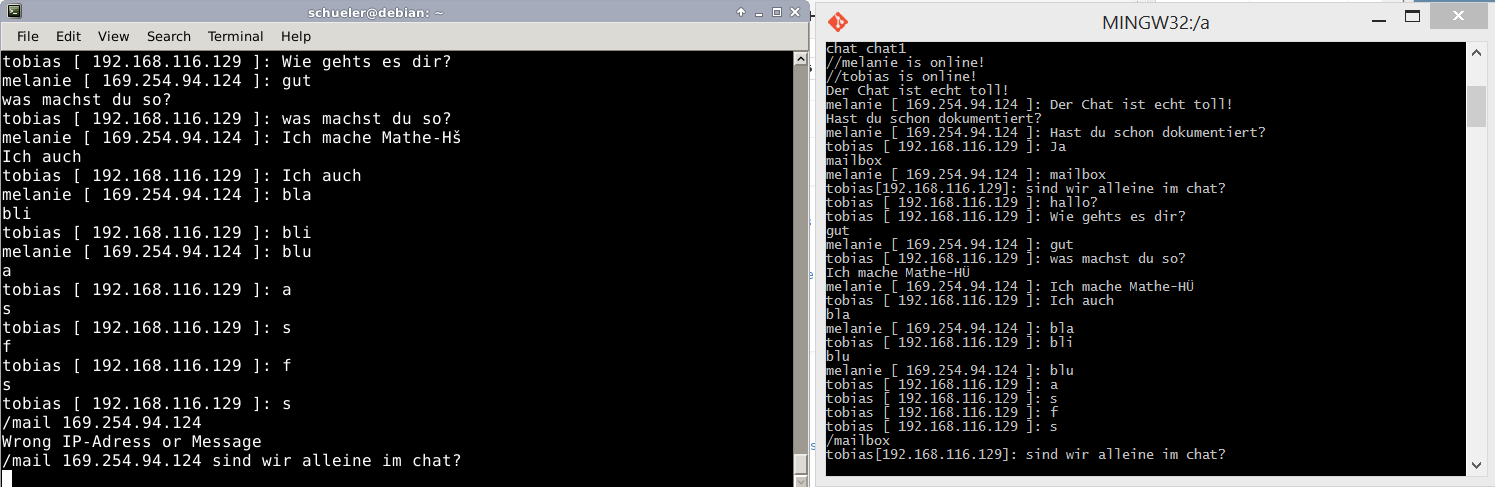 schueler@debian: ~
File Edit View Search Terminal Help
tobias [ 192.168.116.129 ]: Wie gehts es dir?
melanie [ 169.254.94.124 ]: gut
was machst du so?
tobias [ 192.168.116.129 ]: was machst du so?
melanie [ 169.254.94.124 ]: Ich mache Mathe-Hš
Ich auch
tobias [ 192.168.116.129 ]: Ich auch
melanie [ 169.254.94.124 ]: bla
bli
tobias [ 192.168.116.129 ]: bli
melanie [ 169.254.94.124 ]: blu
a
tobias [ 192.168.116.129 ]: a
s
tobias [ 192.168.116.129 ]: s
f
tobias [ 192.168.116.129 ]: f
s
tobias [ 192.168.116.129 ]: s
/mail 169.254.94.124
Wrong IP-Adress or Message
/mail 169.254.94.124 sind wir alleine im chat?
MINGW32:/a
chat chat1
//melanie is online!
//tobias is online!
Der Chat ist echt toll!
melanie [ 169.254.94.124 ]: Der Chat ist echt toll!
Hast du schon dokumentiert?
melanie [ 169.254.94.124 ]: Hast du schon dokumentiert?
tobias [ 192.168.116.129 ]: Ja
mailbox
melanie [ 169.254.94.124 ]: mailbox
tobias[192.168.116.129]: sind wir alleine im chat?
tobias [ 192.168.116.129 ]: hallo?
tobias [ 192.168.116.129 ]: Wie gehts es dir?
gut
melanie [ 169.254.94.124 ]: gut
tobias [ 192.168.116.129 ]: was machst du so?
Ich mache Mathe-HÜ
melanie [ 169.254.94.124 ]: Ich mache Mathe-HÜ
tobias [ 192.168.116.129 ]: Ich auch
bla
melanie [ 169.254.94.124 ]: bla
tobias [ 192.168.116.129 ]: bli
blu
melanie [ 169.254.94.124 ]: blu
tobias [ 192.168.116.129 ]: a
tobias [ 192.168.116.129 ]: s
tobias [ 192.168.116.129 ]: f
tobias [ 192.168.116.129 ]: s
/mailbox
tobias[192.168.116.129]: sind wir alleine im chat?